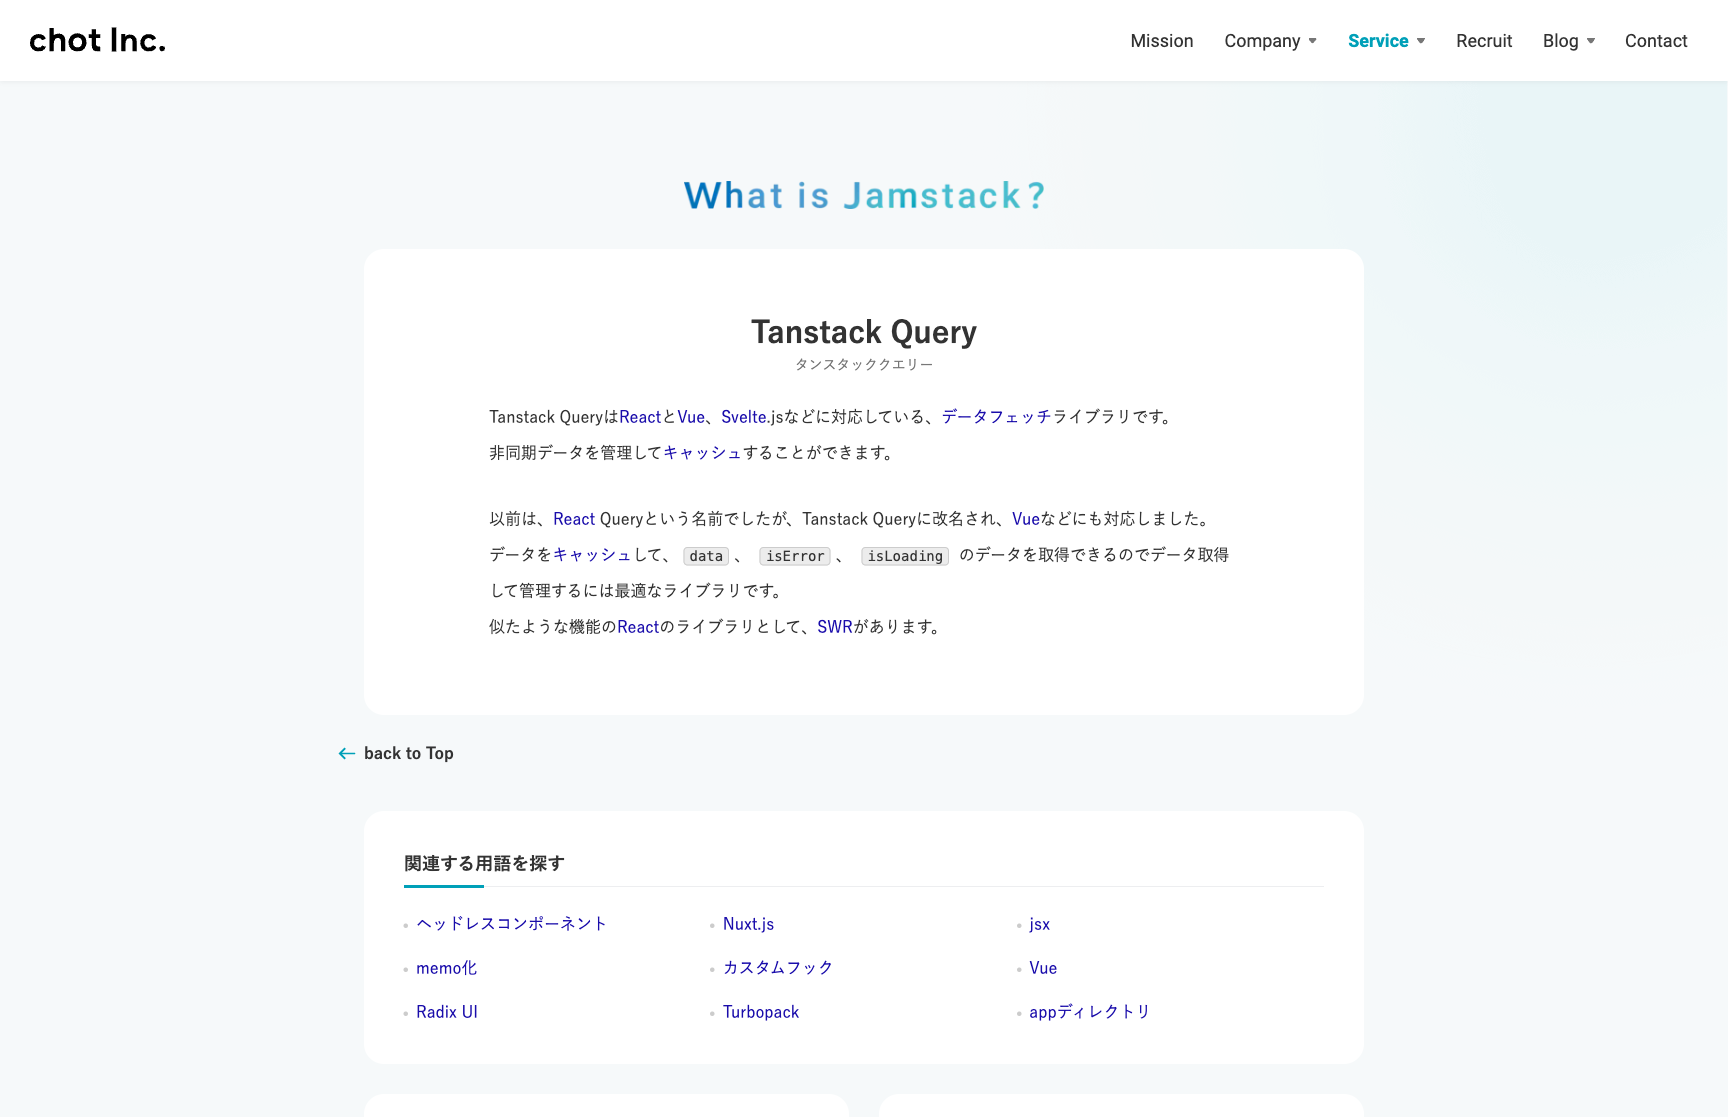 chot Inc.
Mission Company Service Recruit Blog Contact
What is Jamstack?
Tanstack Query
タンスタッククエリー
Tanstack QueryはReactとVue、Svelte.jsなどに対応している、データフェッチライブラリです。
非同期データを管理してキャッシュすることができます。
以前は、React Queryという名前でしたが、Tanstack Queryに改名され、Vueなどにも対応しました。
データをキャッシュして、 data 、 isError 、 isLoading のデータを取得できるのでデータ取得
して管理するには最適なライブラリです。
似たような機能のReactのライブラリとして、SWRがあります。
← back to Top
関連する用語を探す
ヘッドレスコンポーネント Nuxt.js jsx
memo化 カスタムフック Vue
Radix UI Turbopack appディレクトリ